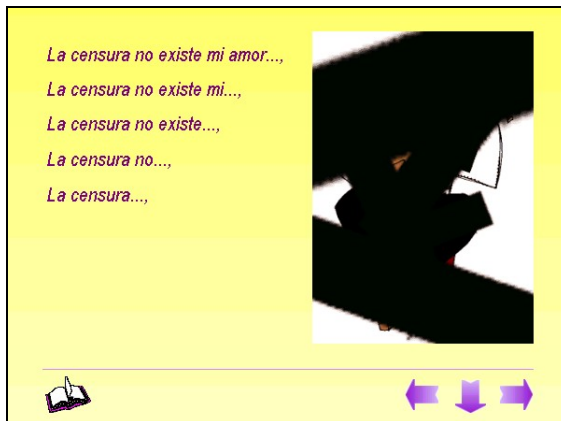 La censura no existe mi amor...,
La censura no existe mi...,
La censura no existe...,
La censura no...,
La censura...,